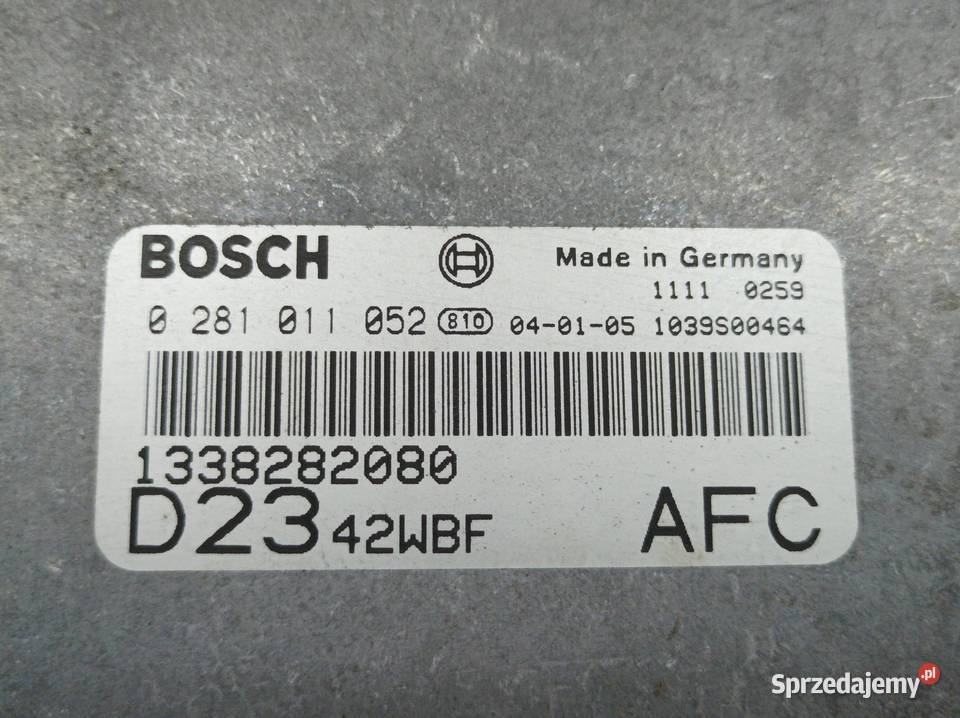 BOSCH Made in Germany
1111 0259
0 281 011 052 810 04-01-05 1039S00464
1338282080
D23 42WBF AFC
Sprzedajemy.pl